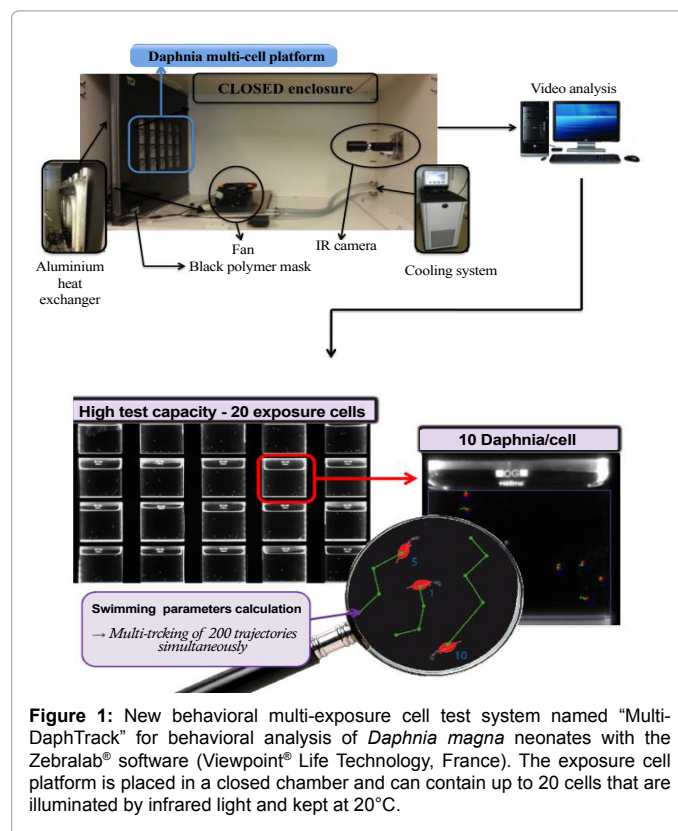 Daphnia multi-cell platform
CLOSED enclosure
Video analysis
Aluminium
heat
exchanger
Fan
Black polymer mask
IR camera
Cooling system
High test capacity - 20 exposure cells
10 Daphnia/cell
5
1
10
Swimming parameters calculation
→ Multi-trcking of 200 trajectories
simultaneously
Figure 1: New behavioral multi-exposure cell test system named “Multi-
DaphTrack” for behavioral analysis of Daphnia magna neonates with the
Zebralab® software (Viewpoint® Life Technology, France). The exposure cell
platform is placed in a closed chamber and can contain up to 20 cells that are
illuminated by infrared light and kept at 20°C.